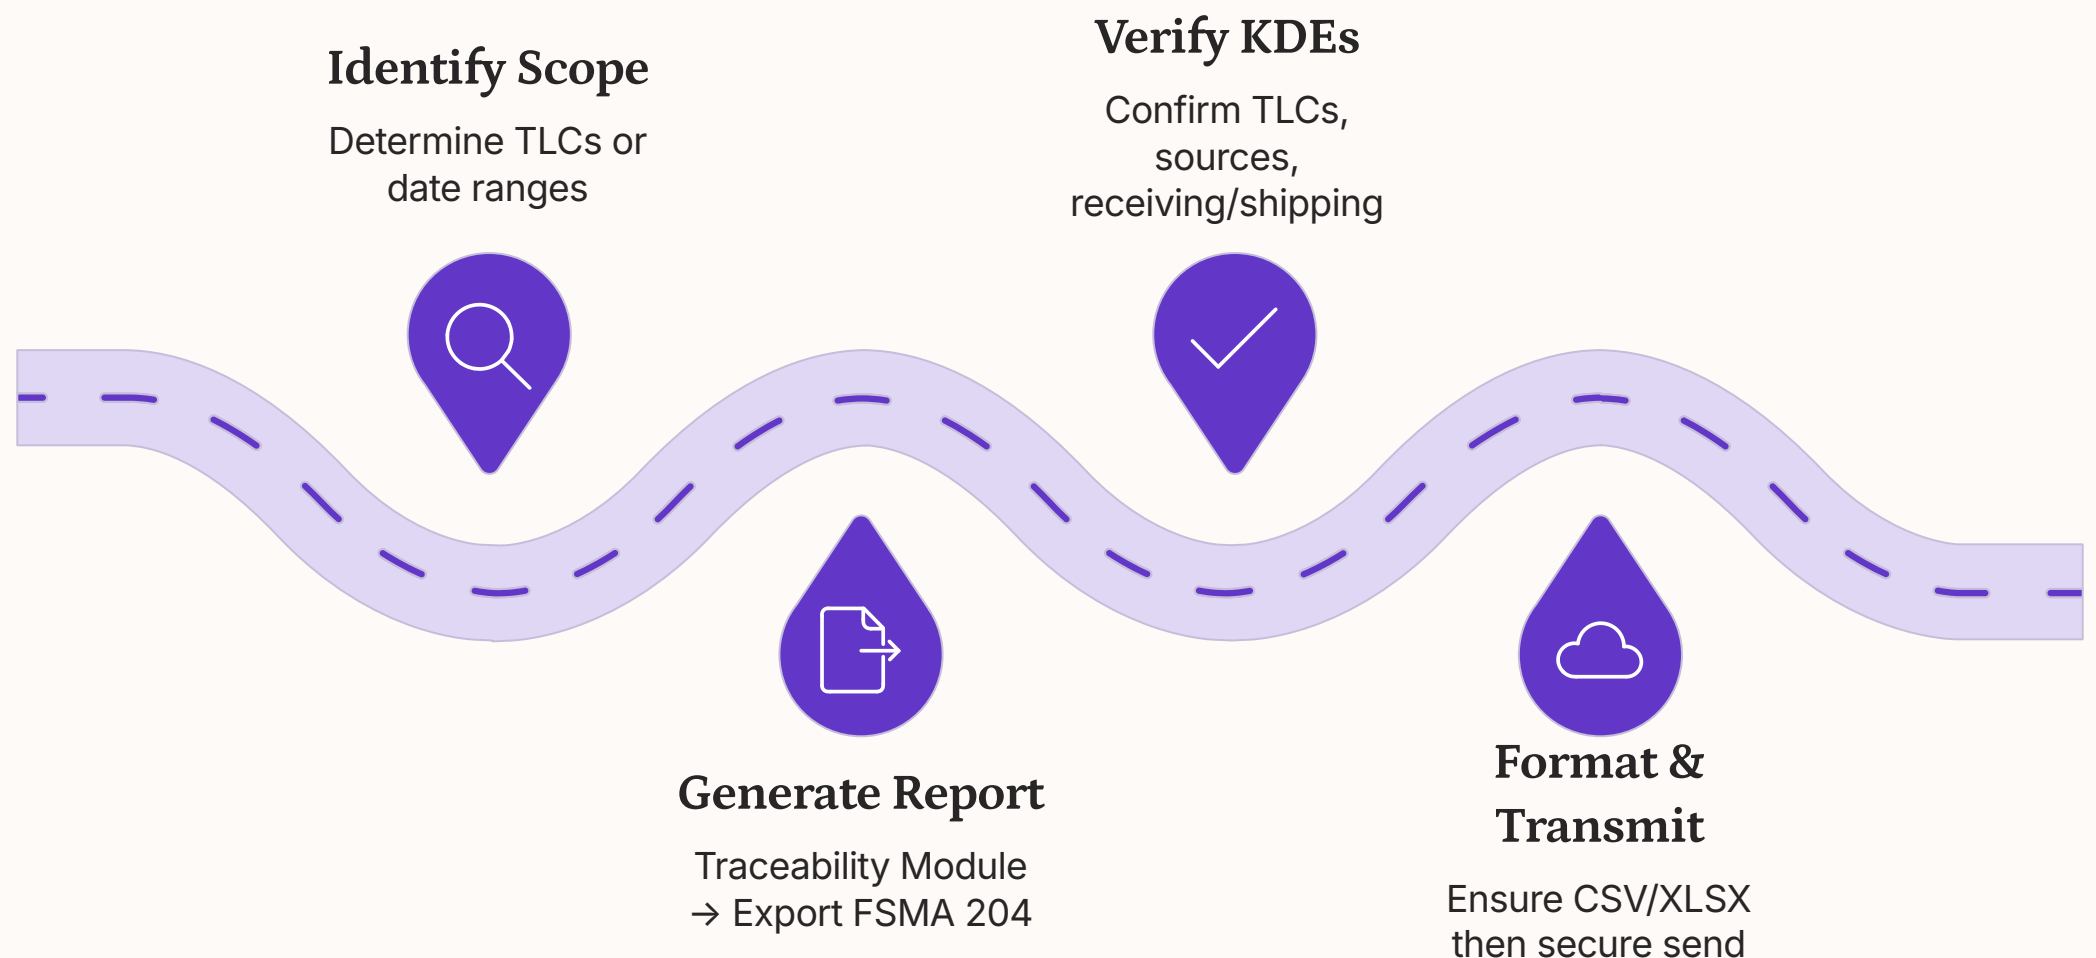 Identify Scope
Determine TLCs or
date ranges
Generate Report
Traceability Module
→ Export FSMA 204
Verify KDEs
Confirm TLCs,
sources,
receiving/shipping
Format &
Transmit
Ensure CSV/XLSX
then secure send